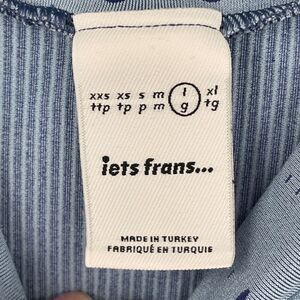 xxs xs s m l xl
ttp tp p m g tg
iets frans...
MADE IN TURKEY
FABRIQUÉ EN TURQUIE